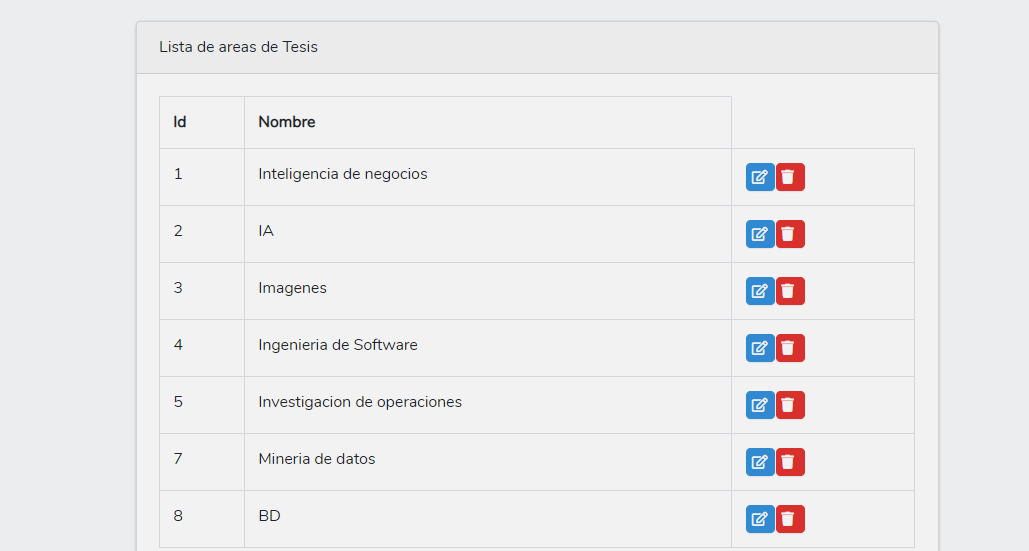 Lista de areas de Tesis
Id Nombre
1 Inteligencia de negocios
2 IA
3 Imagenes
4 Ingenieria de Software
5 Investigacion de operaciones
7 Mineria de datos
8 BD